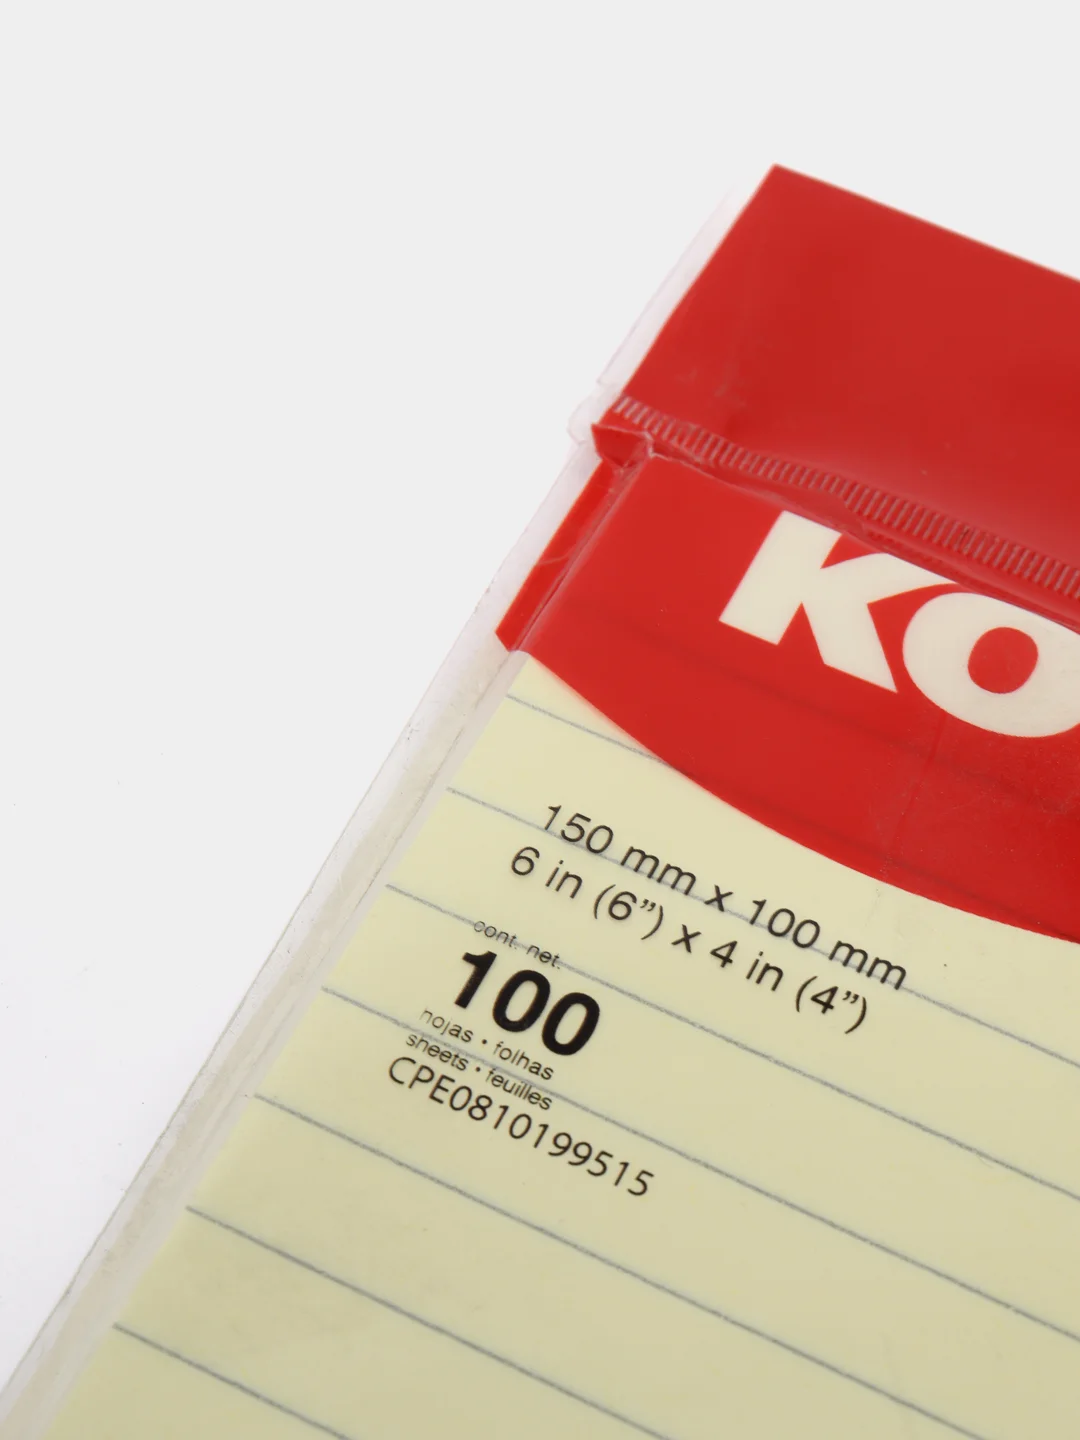 KO
150 mm x 100 mm
6 in (6”) x 4 in (4”)
cont. net.
100
hojas • folhas
sheets • feuilles
CPE0810199515